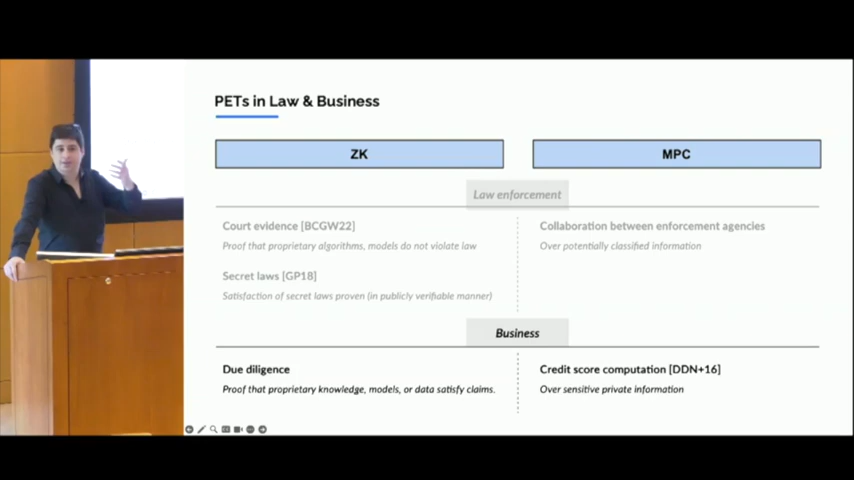 PETs in Law & Business
ZK
MPC
Law enforcement
Court evidence [BCGW22]
Proof that proprietary algorithms, models do not violate law
Collaboration between enforcement agencies
Over potentially classified information
Secret laws [GP18]
Satisfaction of secret laws proven (in publicly verifiable manner)
Business
Due diligence
Proof that proprietary knowledge, models, or data satisfy claims.
Credit score computation [DDN+16]
Over sensitive private information